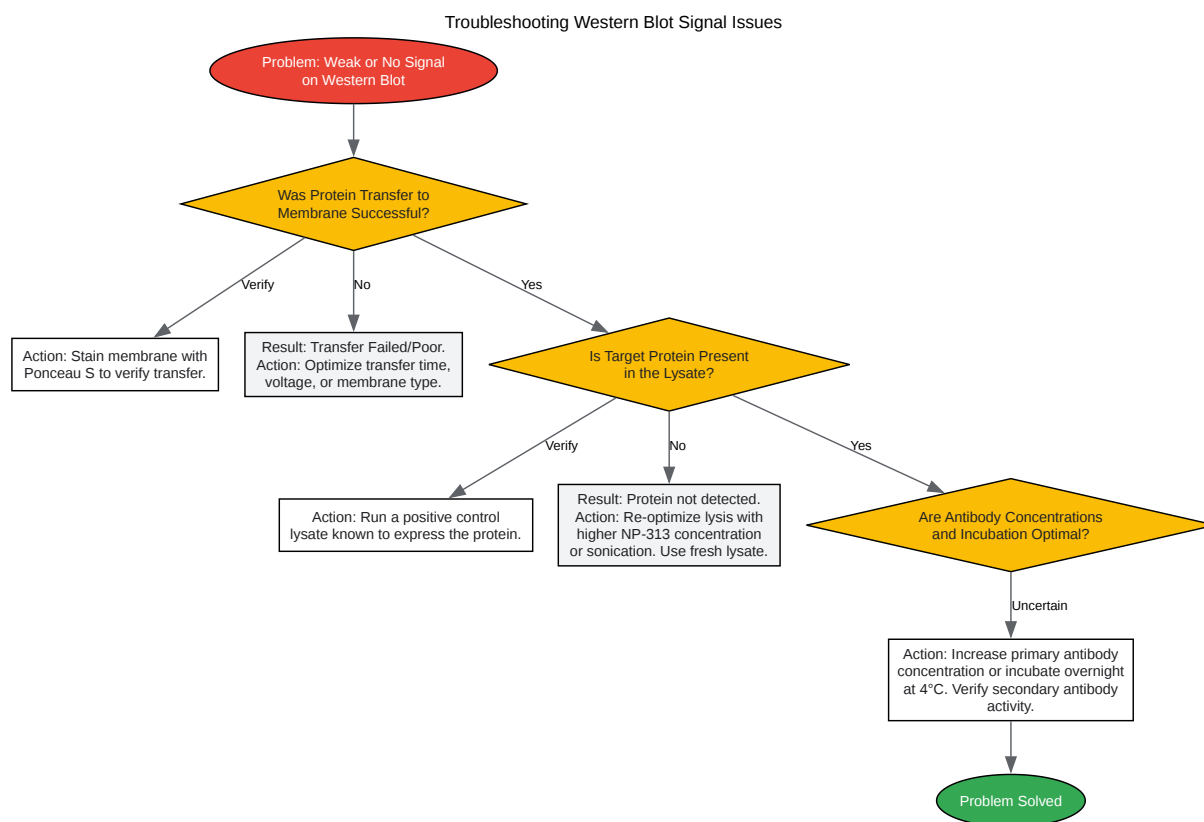 Troubleshooting Western Blot Signal Issues
Problem: Weak or No Signal
on Western Blot
Was Protein Transfer to
Membrane Successful?
Verify
No
Yes
Action: Stain membrane with
Ponceau S to verify transfer.
Result: Transfer Failed/Poor.
Action: Optimize transfer time,
voltage, or membrane type.
Is Target Protein Present
in the Lysate?
Verify
No
Yes
Action: Run a positive control
lysate known to express the protein.
Result: Protein not detected.
Action: Re-optimize lysis with
higher NP-313 concentration
or sonication. Use fresh lysate.
Are Antibody Concentrations
and Incubation Optimal?
Uncertain
Action: Increase primary antibody
concentration or incubate overnight
at 4°C. Verify secondary antibody
activity.
Problem Solved